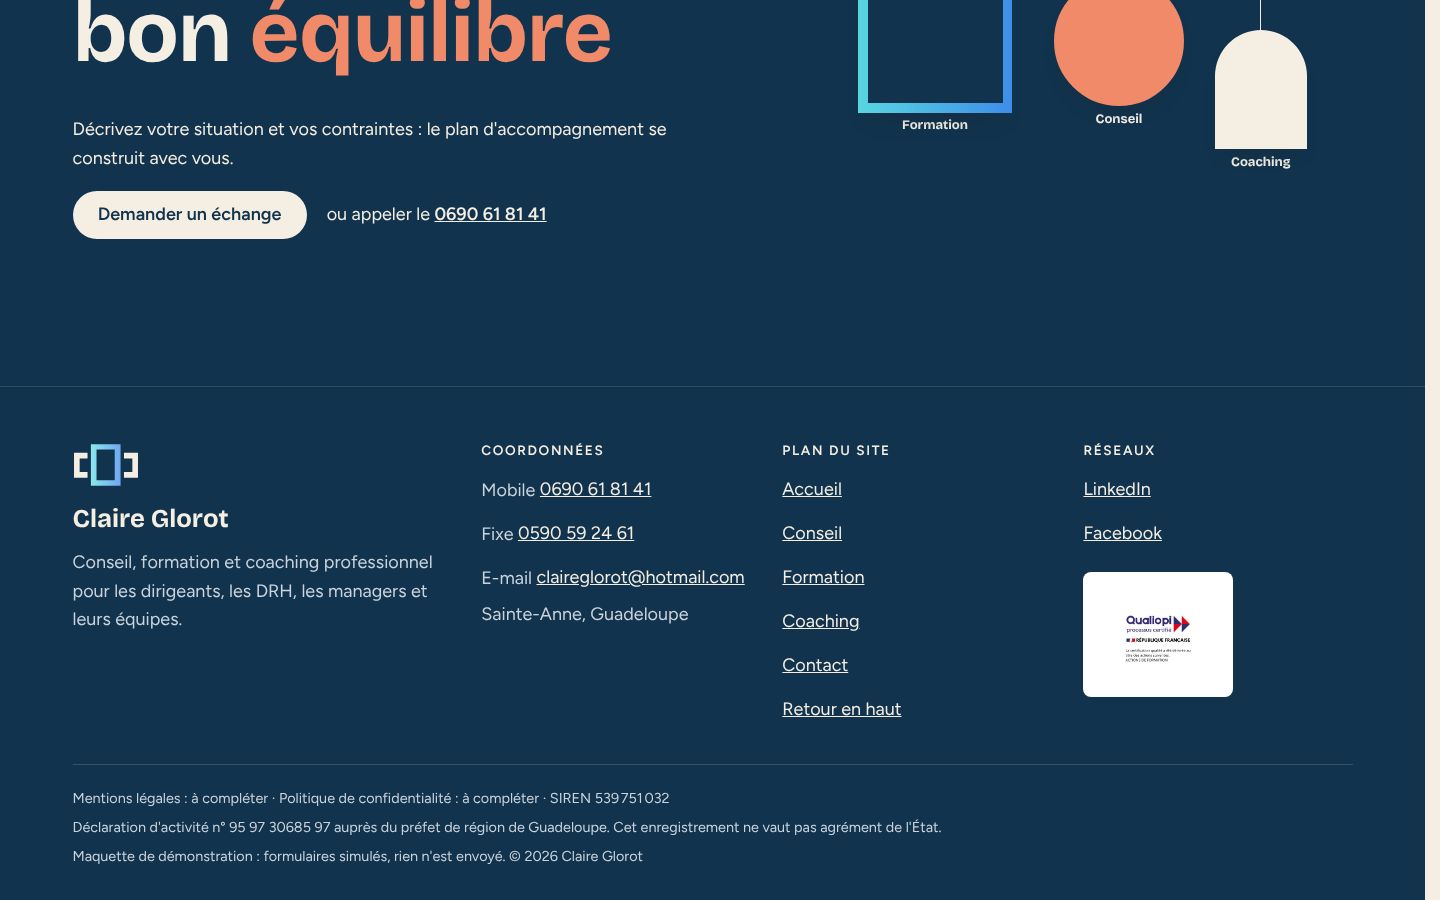 bon équilibre
Décrivez votre situation et vos contraintes : le plan d'accompagnement se
construit avec vous.
Demander un échange
ou appeler le 0690 61 81 41
Formation
Conseil
Coaching
Claire Glorot
Conseil, formation et coaching professionnel
pour les dirigeants, les DRH, les managers et
leurs équipes.
COORDONNÉES
Mobile 0690 61 81 41
Fixe 0590 59 24 61
E-mail claireglorot@hotmail.com
Sainte-Anne, Guadeloupe
PLAN DU SITE
Accueil
Conseil
Formation
Coaching
Contact
Retour en haut
RÉSEAUX
LinkedIn
Facebook
Qualiopi
processus certifié
RÉPUBLIQUE FRANÇAISE
ACTIONS DE FORMATION
Mentions légales : à compléter · Politique de confidentialité : à compléter · SIREN 539 751 032
Déclaration d'activité n° 95 97 30685 97 auprès du préfet de région de Guadeloupe. Cet enregistrement ne vaut pas agrément de l'État.
Maquette de démonstration : formulaires simulés, rien n'est envoyé. © 2026 Claire Glorot